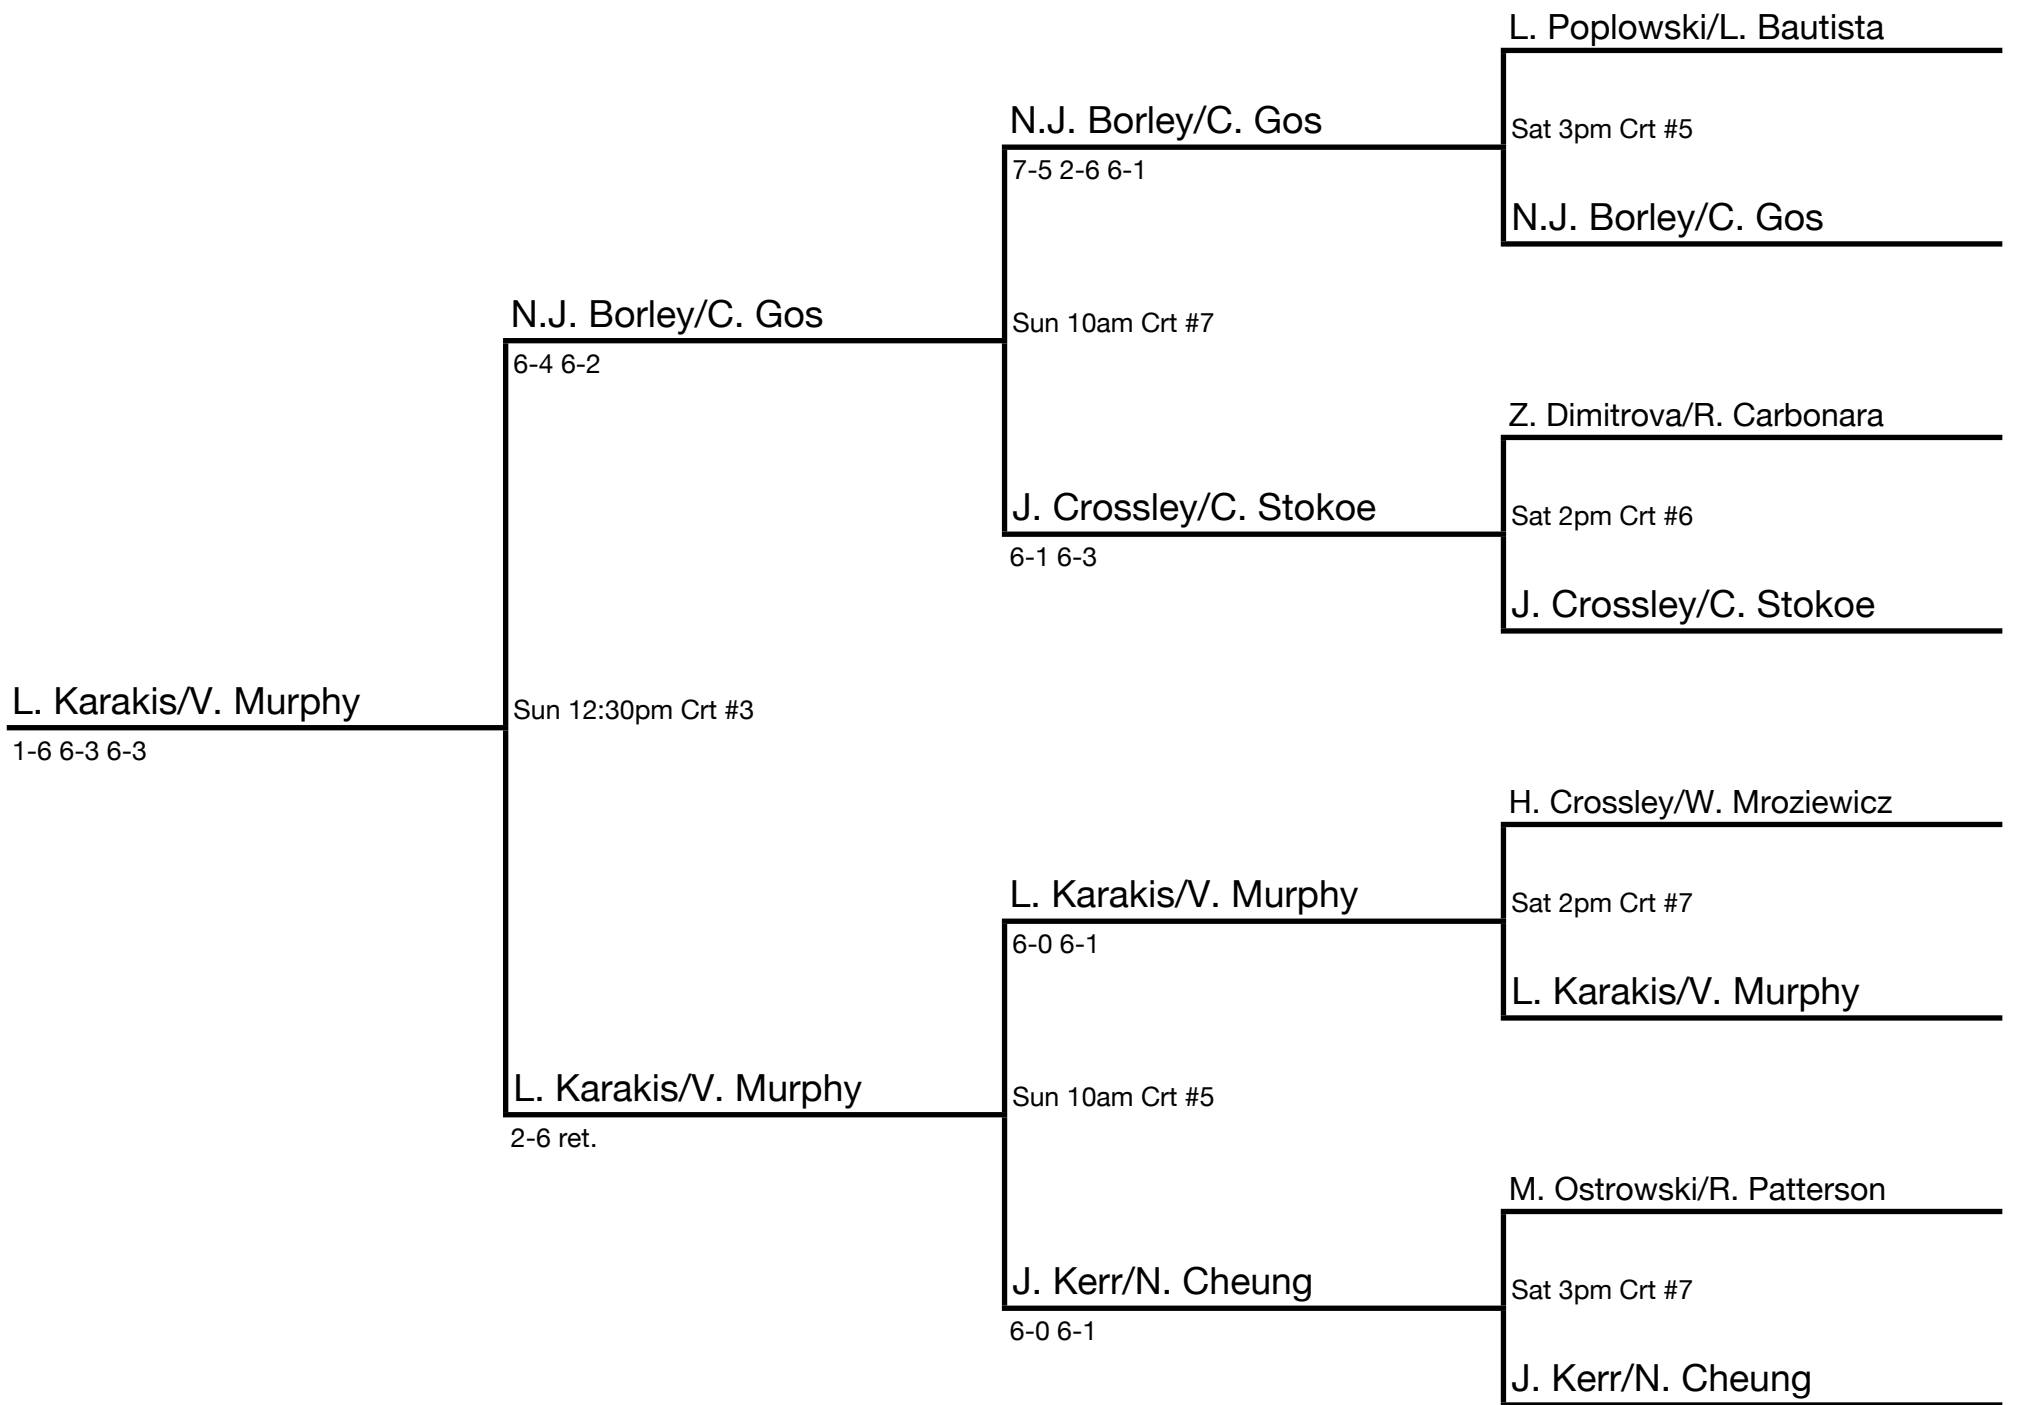 L. Poplowski/L. Bautista
N.J. Borley/C. Gos
Sat 3pm Crt #5
7-5 2-6 6-1
N.J. Borley/C. Gos
N.J. Borley/C. Gos
Sun 10am Crt #7
6-4 6-2
Z. Dimitrova/R. Carbonara
J. Crossley/C. Stokoe
Sat 2pm Crt #6
6-1 6-3
J. Crossley/C. Stokoe
L. Karakis/V. Murphy
Sun 12:30pm Crt #3
1-6 6-3 6-3
H. Crossley/W. Mroziewicz
L. Karakis/V. Murphy
Sat 2pm Crt #7
6-0 6-1
L. Karakis/V. Murphy
L. Karakis/V. Murphy
Sun 10am Crt #5
2-6 ret.
M. Ostrowski/R. Patterson
J. Kerr/N. Cheung
Sat 3pm Crt #7
6-0 6-1
J. Kerr/N. Cheung